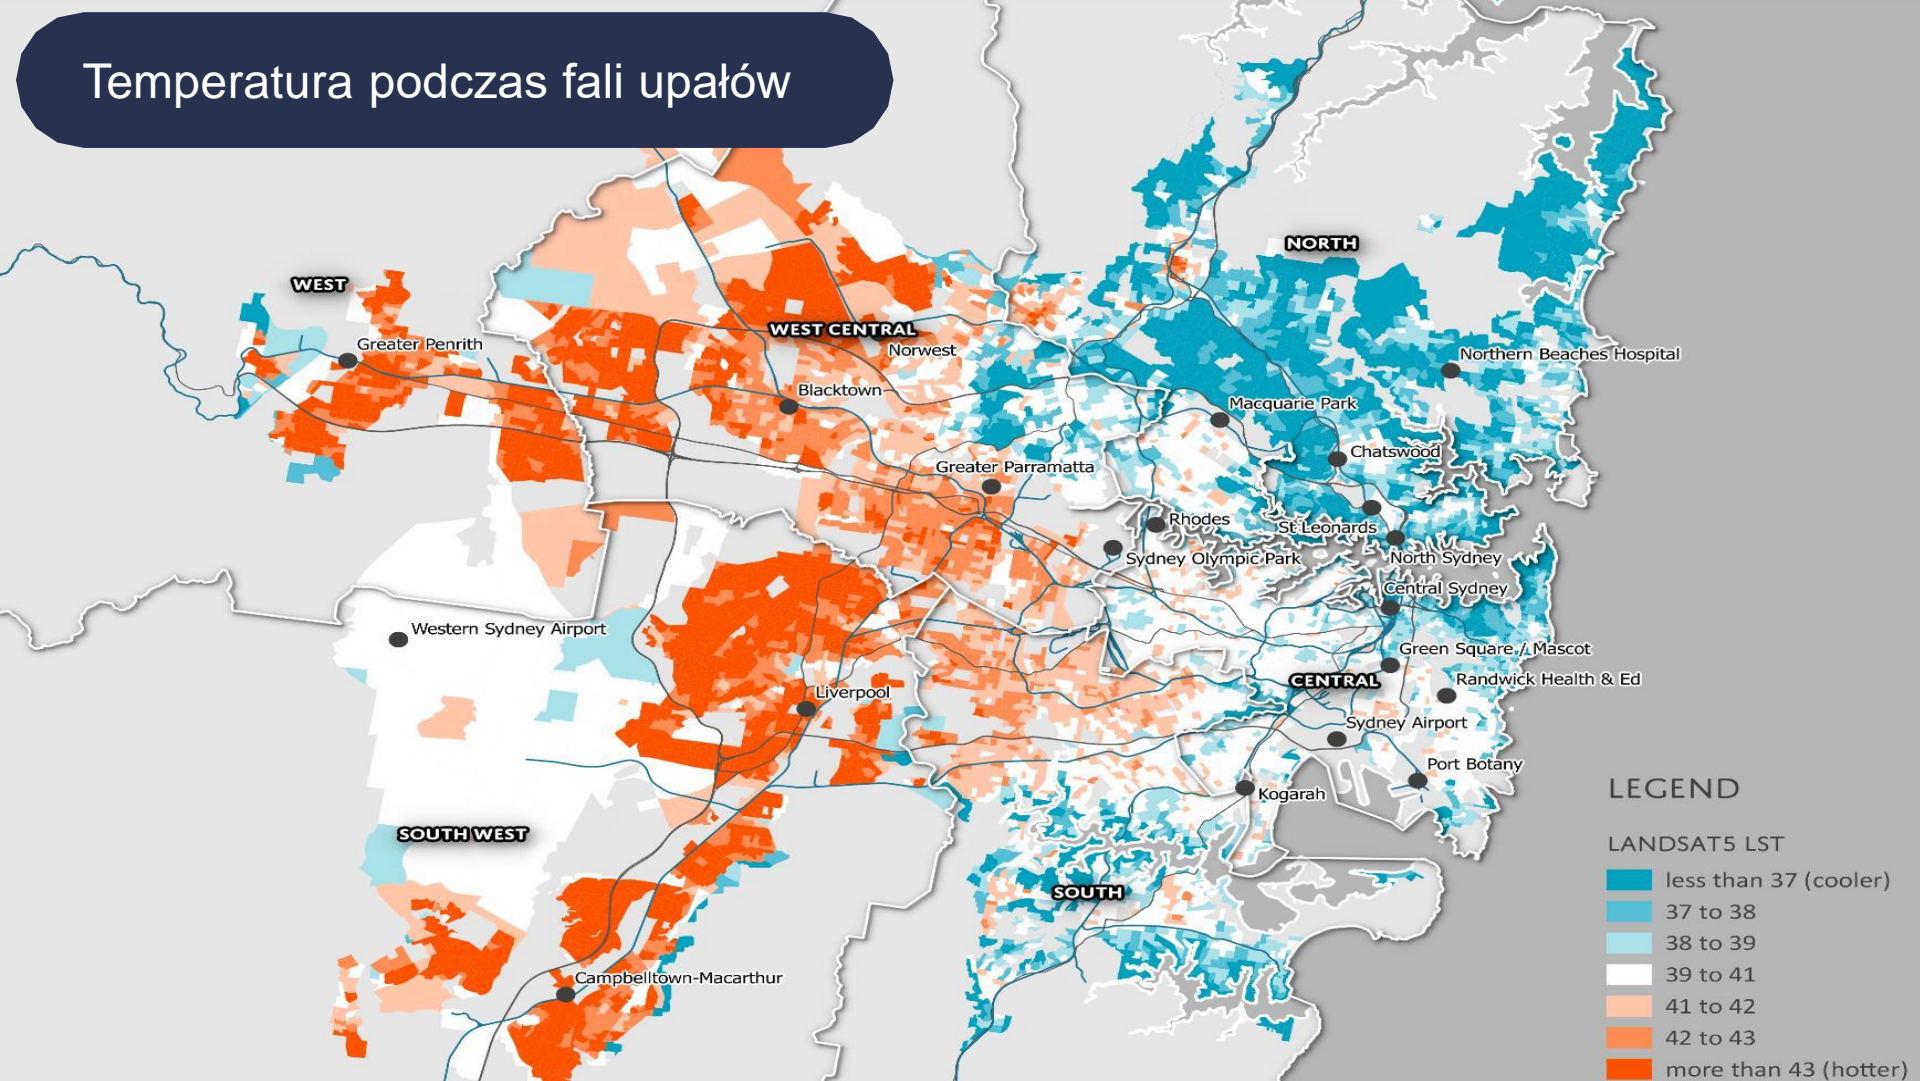 Temperatura podczas fali upałów
NORTH
WEST
WEST CENTRAL
Greater Penrith
Norwest
Northern Beaches Hospital
Blacktown
Macquarie Park
Chatswood
Greater Parramatta
Rhodes
St Leonards
Sydney Olympic Park
North Sydney
Central Sydney
Western Sydney Airport
Green Square / Mascot
CENTRAL
Randwick Health & Ed
Liverpool
Sydney Airport
Port Botany
Kogarah
SOUTH WEST
SOUTH
Campbelltown-Macarthur
LEGEND
LANDSAT5 LST
less than 37 (cooler)
37 to 38
38 to 39
39 to 41
41 to 42
42 to 43
more than 43 (hotter)